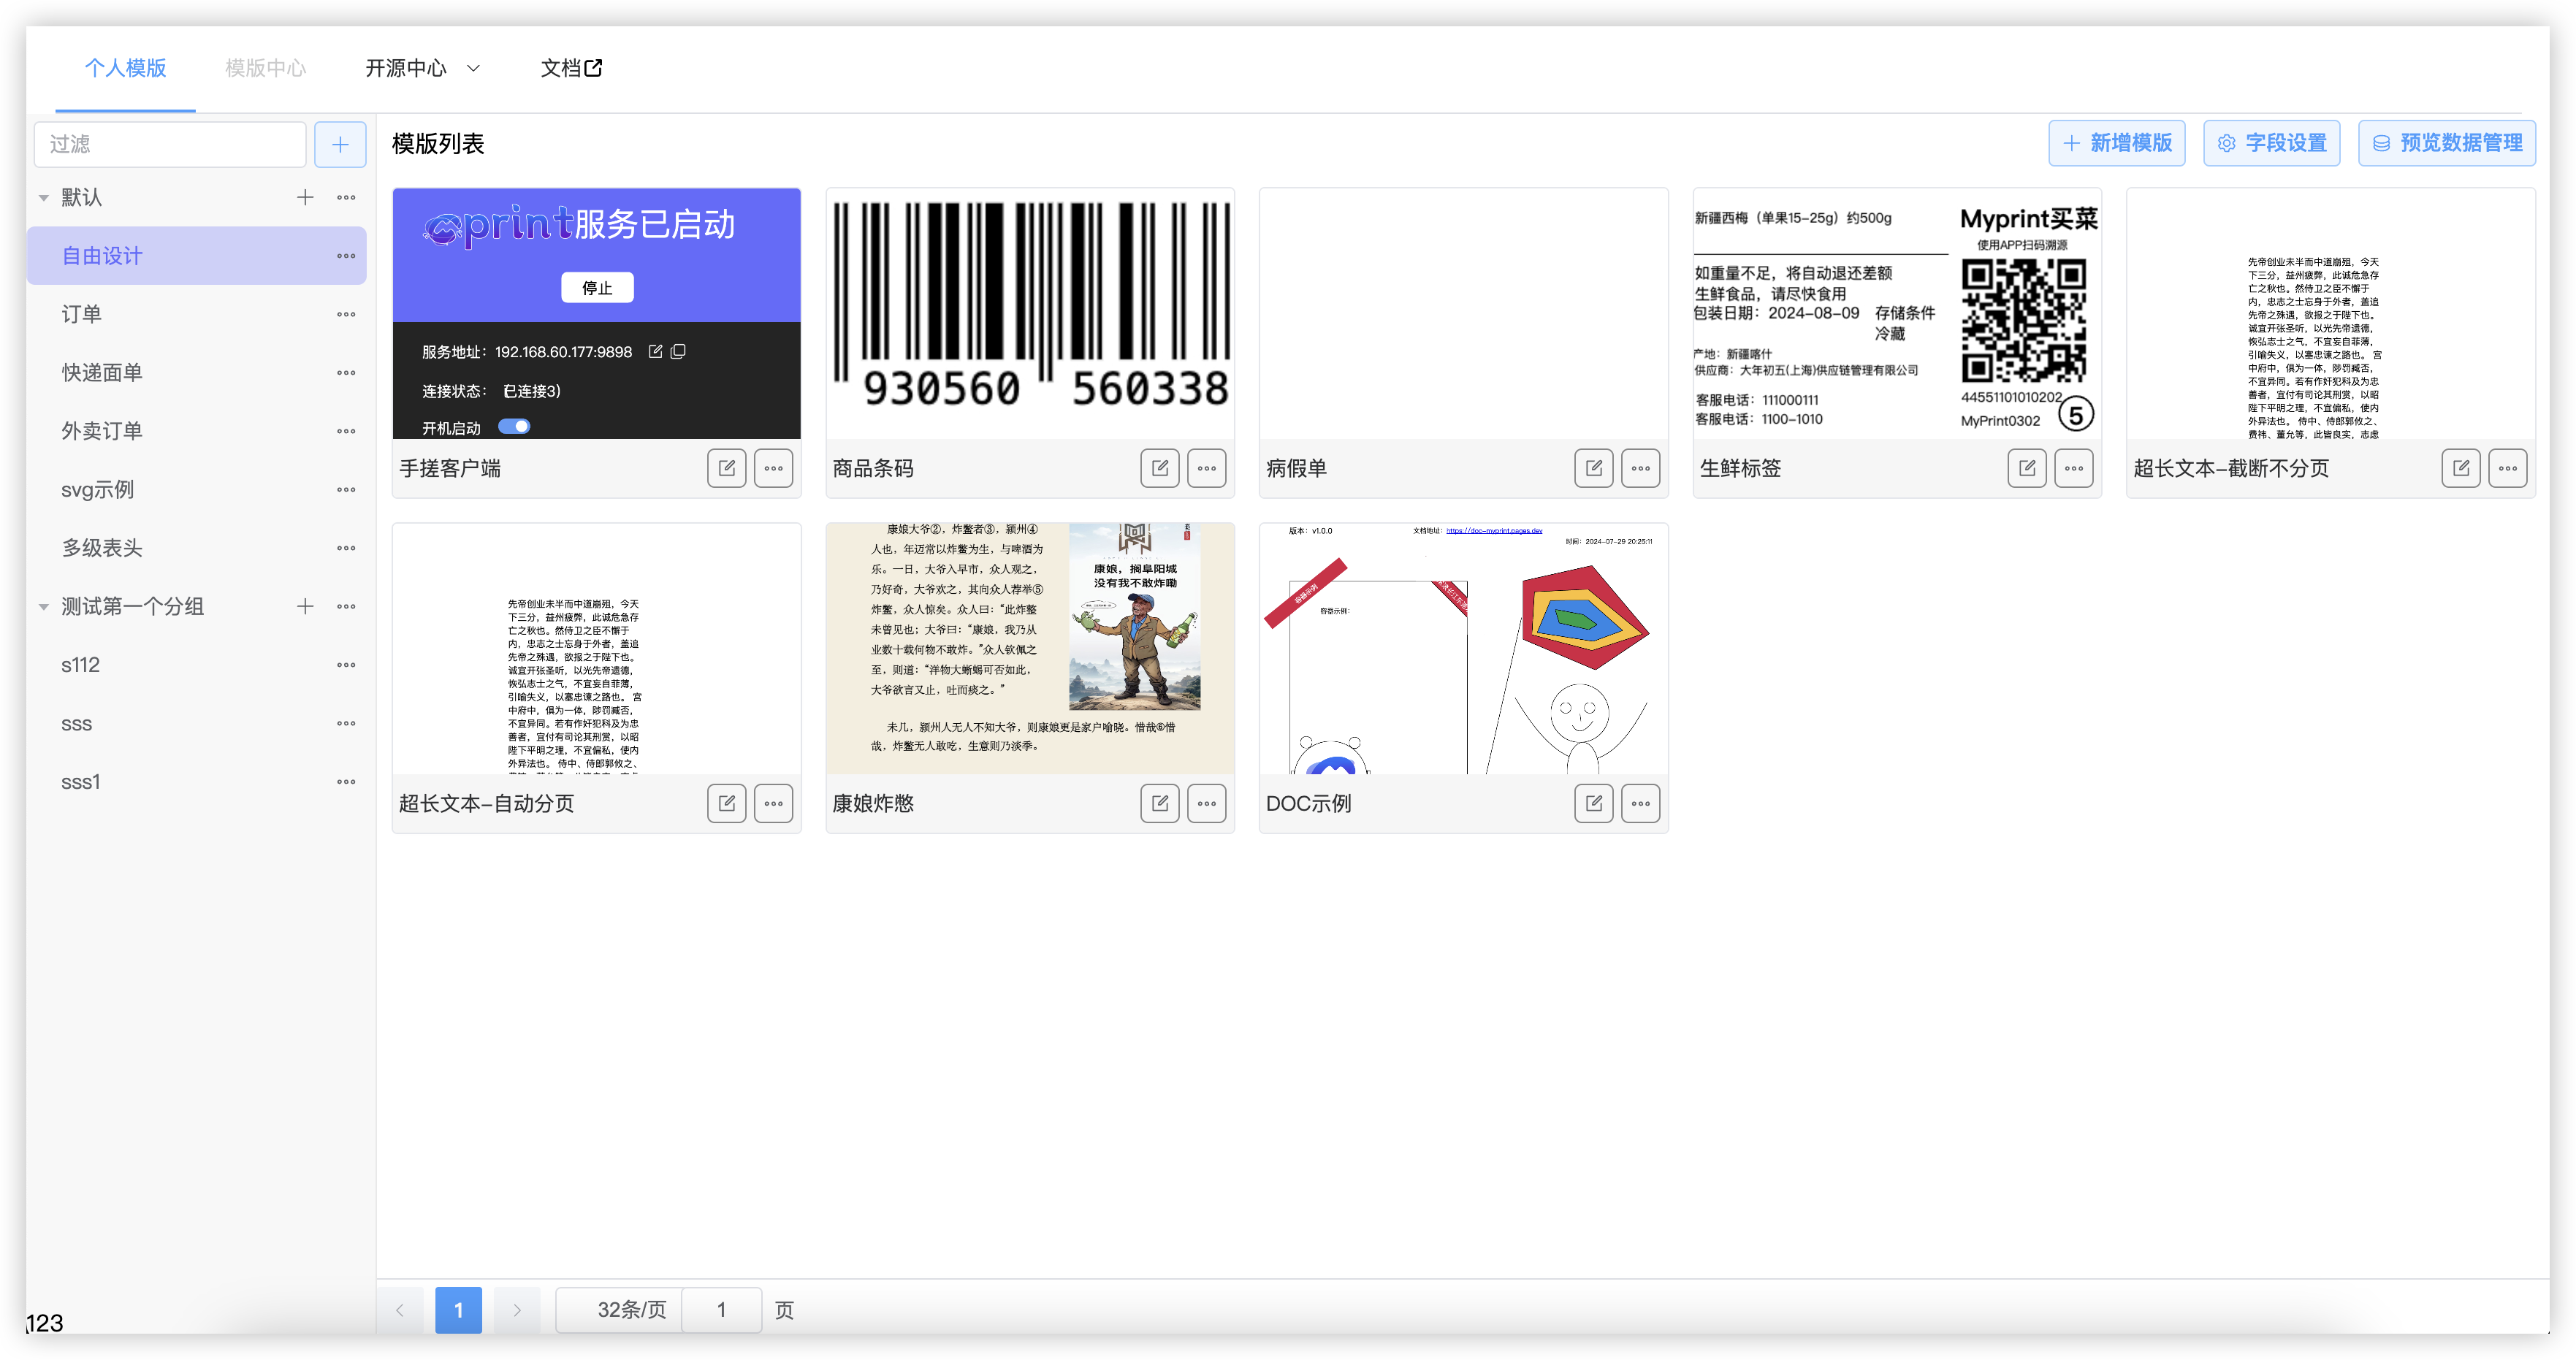 个人模版
模版中心
开源中心
文档
过滤
默认
自由设计
订单
快递面单
外卖订单
svg示例
多级表头
测试第一个分组
s112
sss
sss1
123
模版列表
新增模版
字段设置
预览数据管理
print服务已启动
停止
服务地址：192.168.60.177:9898
连接状态：
已连接3)
开机启动
手搓客户端
930560 560338
商品条码
病假单
新疆西梅（单果15-25g）约500g
Myprint买菜
使用APP扫码溯源
如重量不足，将自动退还差额
生鲜食品，请尽快食用
包装日期：2024-08-09
存储条件
冷藏
产地：新疆喀什
供应商：大年初五(上海)供应链管理有限公司
客服电话：111000111
客服电话：1100-1010
44551101010202
MyPrint0302
5
生鲜标签
先帝创业未半而中道崩殂，今天
下三分，益州疲弊，此诚危急存
亡之秋也。然侍卫之臣不懈于
内，忠志之士忘身于外者，盖追
先帝之殊遇，欲报之于陛下也。
诚宜开张圣听，以光先帝遗德，
恢弘志士之气，不宜妄自菲薄，
引喻失义，以塞忠谏之路也。 宫
中府中，俱为一体，陟罚臧否，
不宜异同。若有作奸犯科及为忠
善者，宜付有司论其刑赏，以昭
陛下平明之理，不宜偏私，使内
外异法也。 侍中、侍郎郭攸之、
费祎、董允等，此皆良实，志虑
超长文本-截断不分页
先帝创业未半而中道崩殂，今天
下三分，益州疲弊，此诚危急存
亡之秋也。然侍卫之臣不懈于
内，忠志之士忘身于外者，盖追
先帝之殊遇，欲报之于陛下也。
诚宜开张圣听，以光先帝遗德，
恢弘志士之气，不宜妄自菲薄，
引喻失义，以塞忠谏之路也。 宫
中府中，俱为一体，陟罚臧否，
不宜异同。若有作奸犯科及为忠
善者，宜付有司论其刑赏，以昭
陛下平明之理，不宜偏私，使内
外异法也。 侍中、侍郎郭攸之、
超长文本-自动分页
康娘大爷②，炸鳖者③，颍州④
人也，年迈常以炸鳖为生，与啤酒为
乐。一日，大爷入早市，众人观之，
乃好奇，大爷欢之，其向众人荐举⑤
炸鳖，众人惊矣。众人曰：“此炸鳖
未曾见也；大爷曰：“康娘，我乃从
业数十载何物不敢炸。”众人钦佩之
至，则道：“洋物大蜥蜴可否如此，
大爷欲言又止，吐而痰之。”
康娘，搁阜阳城
没有我不敢炸嘞
未几，颍州人无人不知大爷，则康娘更是家户喻晓。惜哉⑥惜
哉，炸鳖无人敢吃，生意则乃淡季。
康娘炸憋
版本：v1.0.0
文档地址：https://doc-myprint.pages.dev
时间：2024-07-29 20:25:11
容器示例：
DOC示例
1
32条/页
1
页